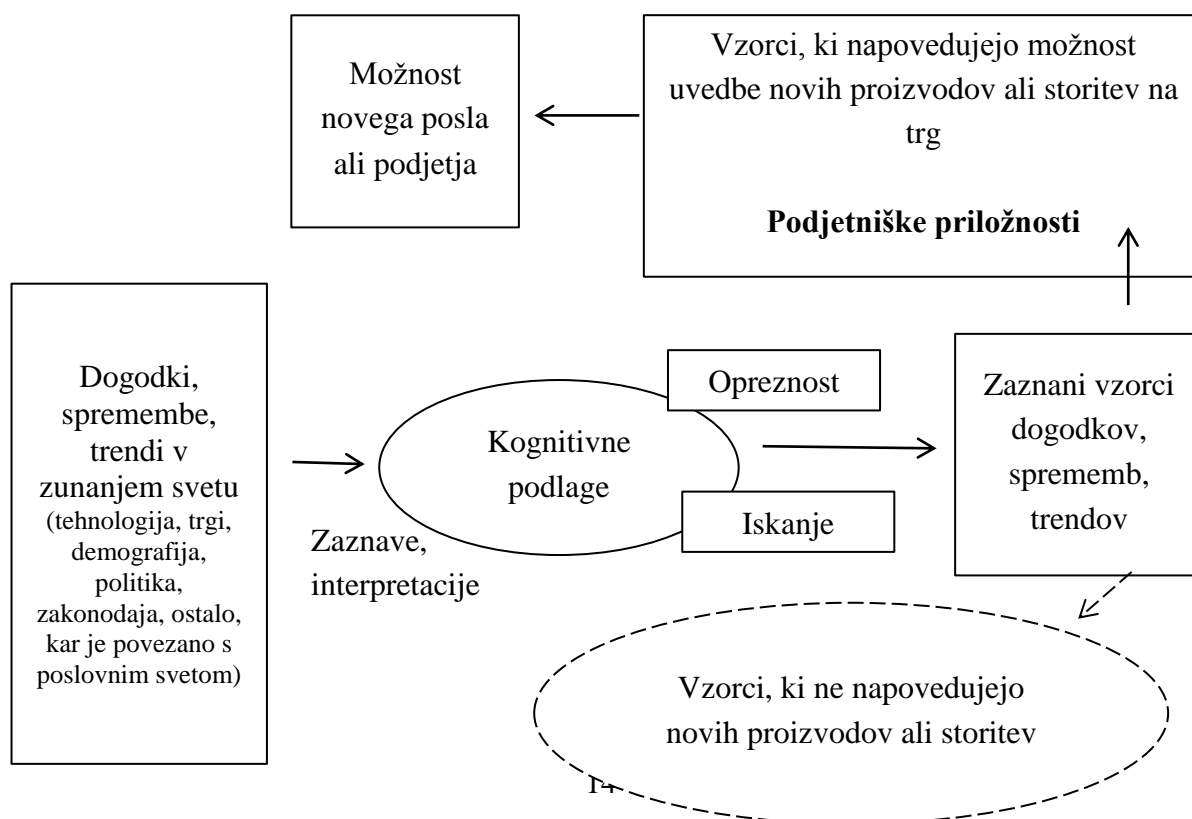 Možnost
novega posla
ali podjetja
Vzorci, ki napovedujejo možnost
uvedbe novih proizvodov ali storitev na
trg
Podjetniške priložnosti
Dogodki,
spremembe,
trendi v
zunanjem svetu
(tehnologija, trgi,
demografija,
politika,
zakonodaja, ostalo,
kar je povezano s
poslovnim svetom)
Zaznave,
interpretacije
Kognitivne
podlage
Opreznost
Iskanje
Zaznani vzorci
dogodkov,
sprememb,
trendov
Vzorci, ki ne napovedujejo
novih proizvodov ali storitev